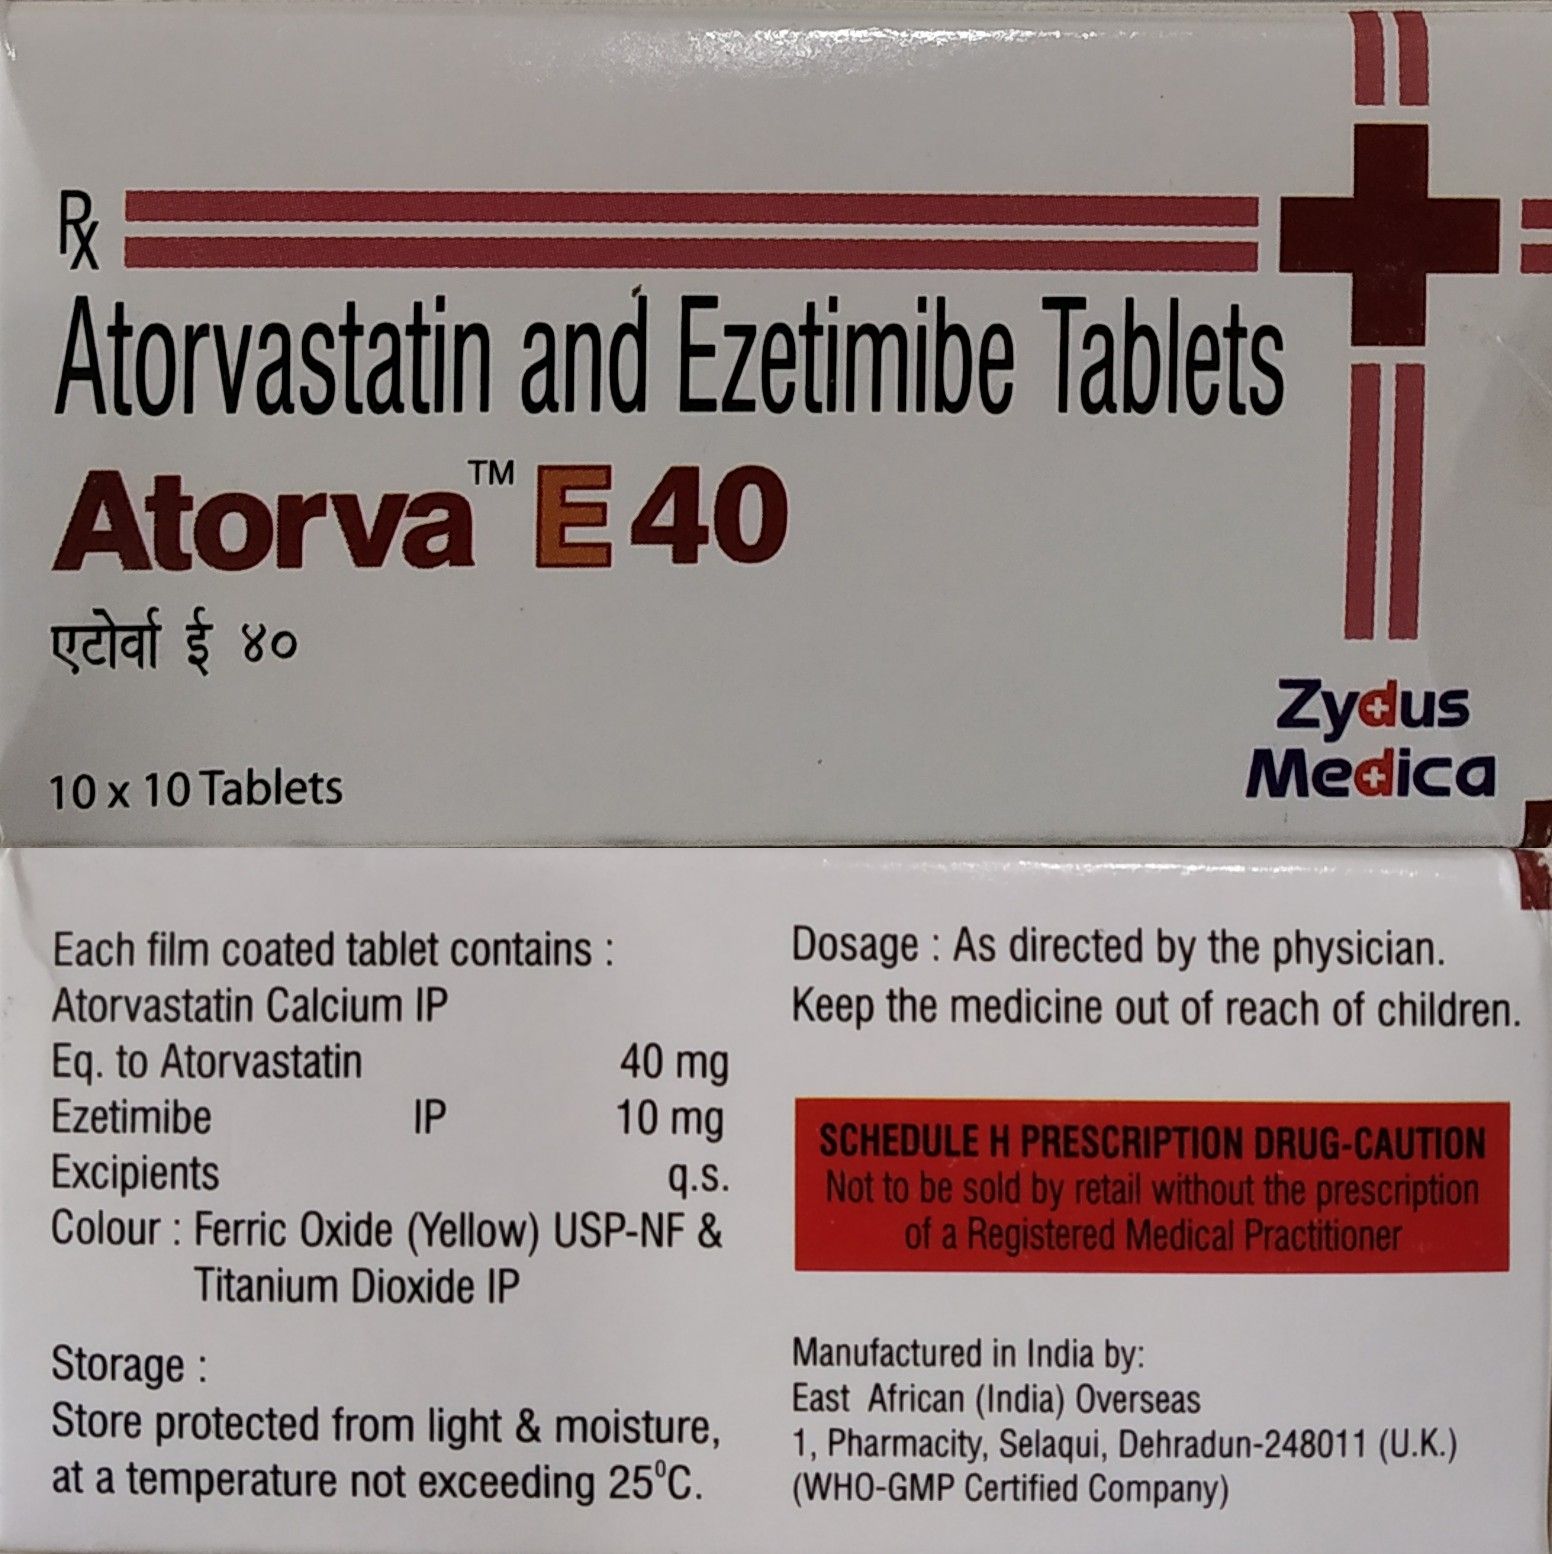 Rx
Atorvastatin and Ezetimibe Tablets
Atorva™ E 40
एटोर्वा ई ४०
10 x 10 Tablets
Zydus
Medica
Each film coated tablet contains :
Atorvastatin Calcium IP
Eq. to Atorvastatin 40 mg
Ezetimibe IP 10 mg
Excipients q.s.
Colour : Ferric Oxide (Yellow) USP-NF &
Titanium Dioxide IP
Storage :
Store protected from light & moisture,
at a temperature not exceeding 25⁰C.
Dosage : As directed by the physician.
Keep the medicine out of reach of children.
SCHEDULE H PRESCRIPTION DRUG-CAUTION
Not to be sold by retail without the prescription
of a Registered Medical Practitioner
Manufactured in India by:
East African (India) Overseas
1, Pharmacity, Selaqui, Dehradun-248011 (U.K.)
(WHO-GMP Certified Company)